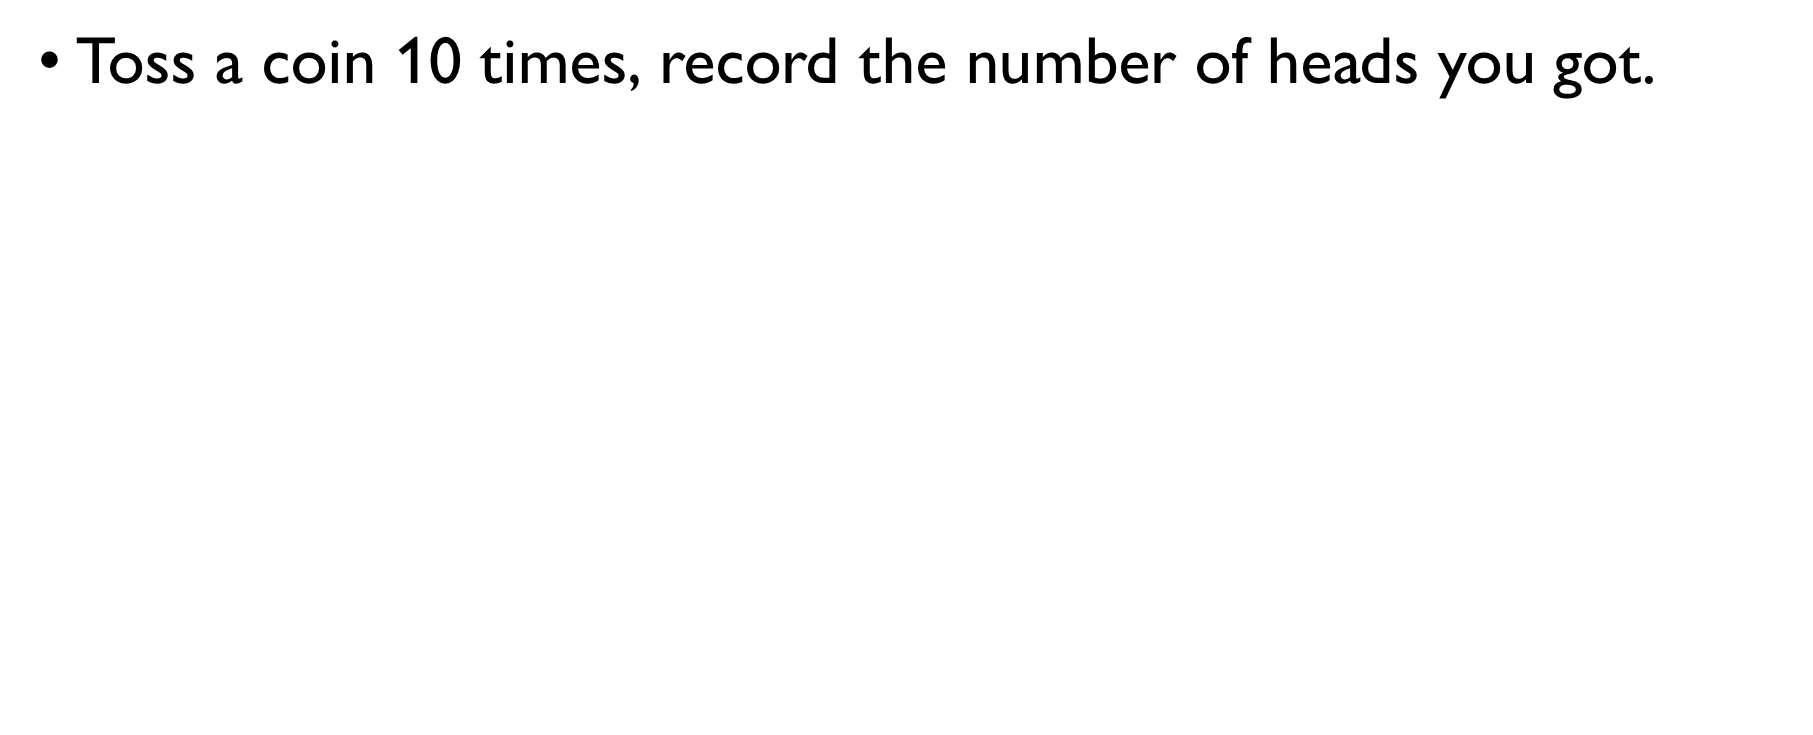 • Toss a coin 10 times, record the number of heads you got.